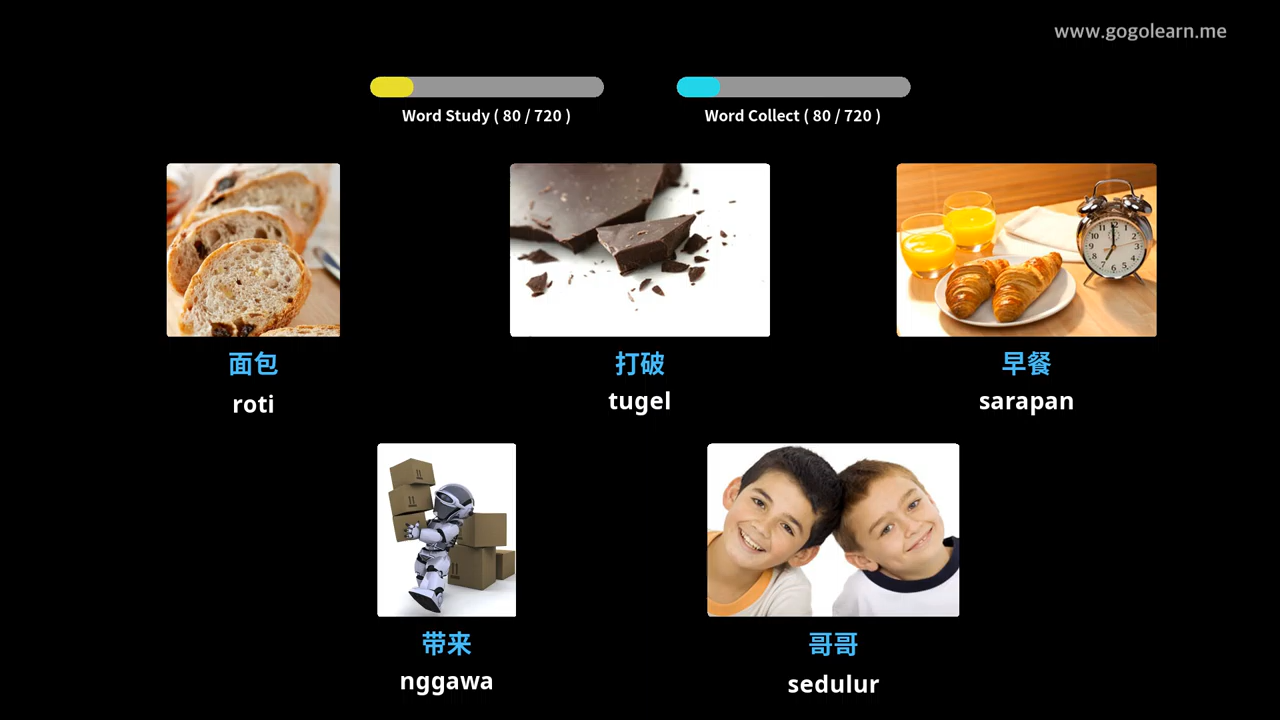 www.gogolearn.me
Word Study ( 80 / 720 )
Word Collect ( 80 / 720 )
面包
roti
打破
tugel
早餐
sarapan
带来
nggawa
哥哥
sedulur